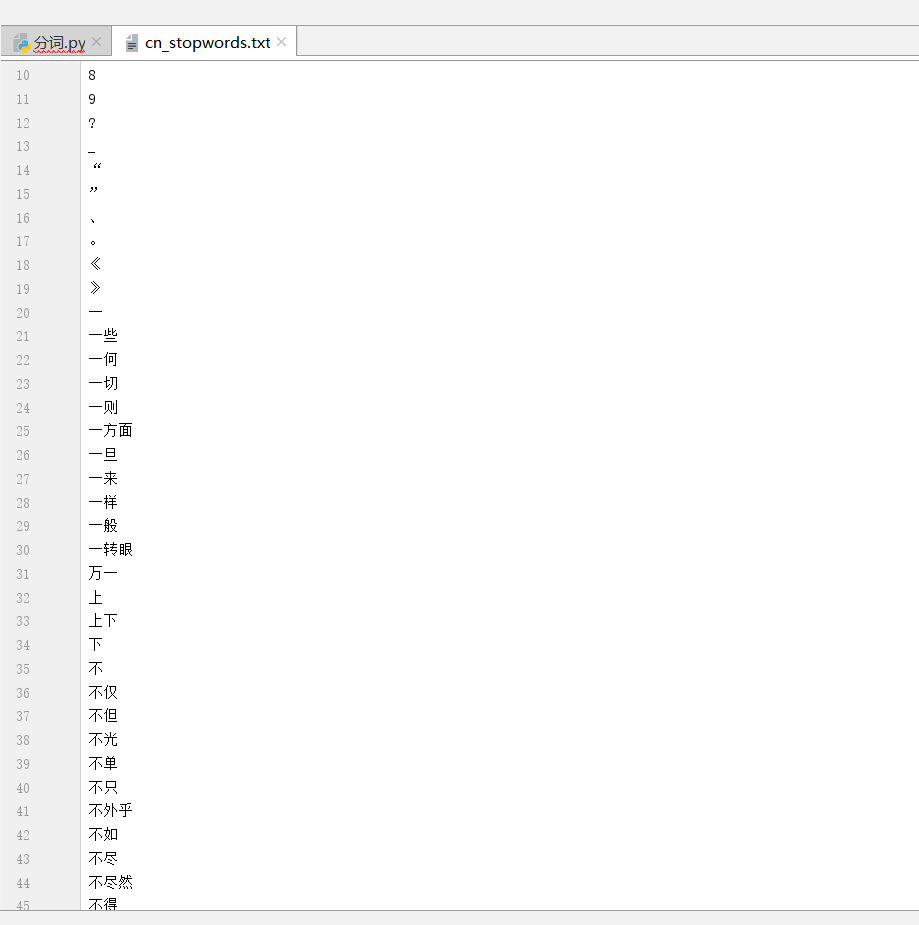 分词.py cn_stopwords.txt
10 8
11 9
12 ?
13 _
14 “
15 ”
16 、
17 。
18 《
19 》
20 一
21 一些
22 一何
23 一切
24 一则
25 一方面
26 一旦
27 一来
28 一样
29 一般
30 一转眼
31 万一
32 上
33 上下
34 下
35 不
36 不仅
37 不但
38 不光
39 不单
40 不只
41 不外乎
42 不如
43 不尽
44 不尽然
45 不得